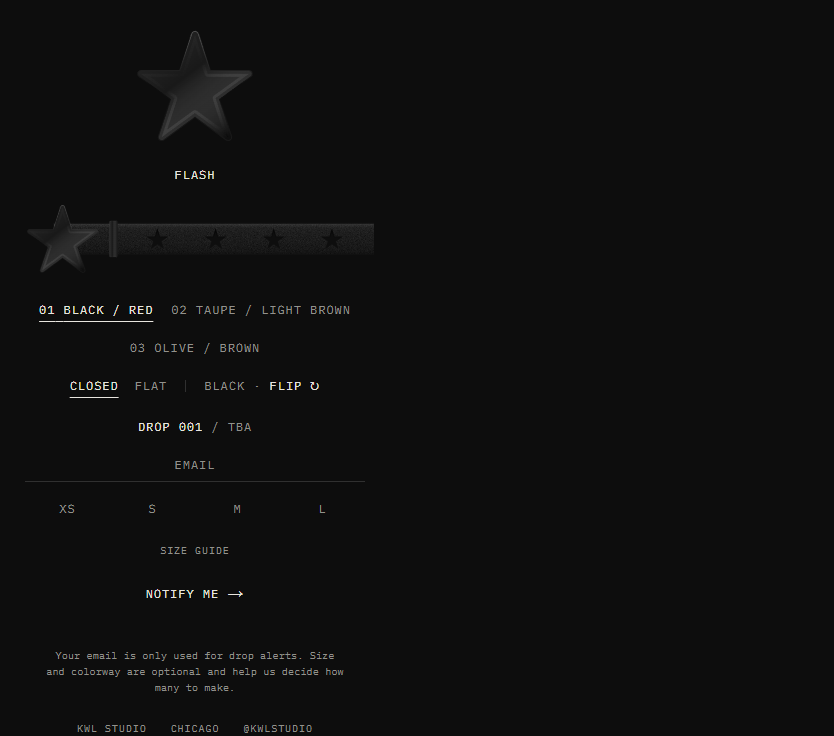 FLASH
01 BLACK / RED 02 TAUPE / LIGHT BROWN
03 OLIVE / BROWN
CLOSED FLAT | BLACK · FLIP ↻
DROP 001 / TBA
EMAIL
XS S M L
SIZE GUIDE
NOTIFY ME →
Your email is only used for drop alerts. Size
and colorway are optional and help us decide how
many to make.
KWL STUDIO CHICAGO @KWLSTUDIO